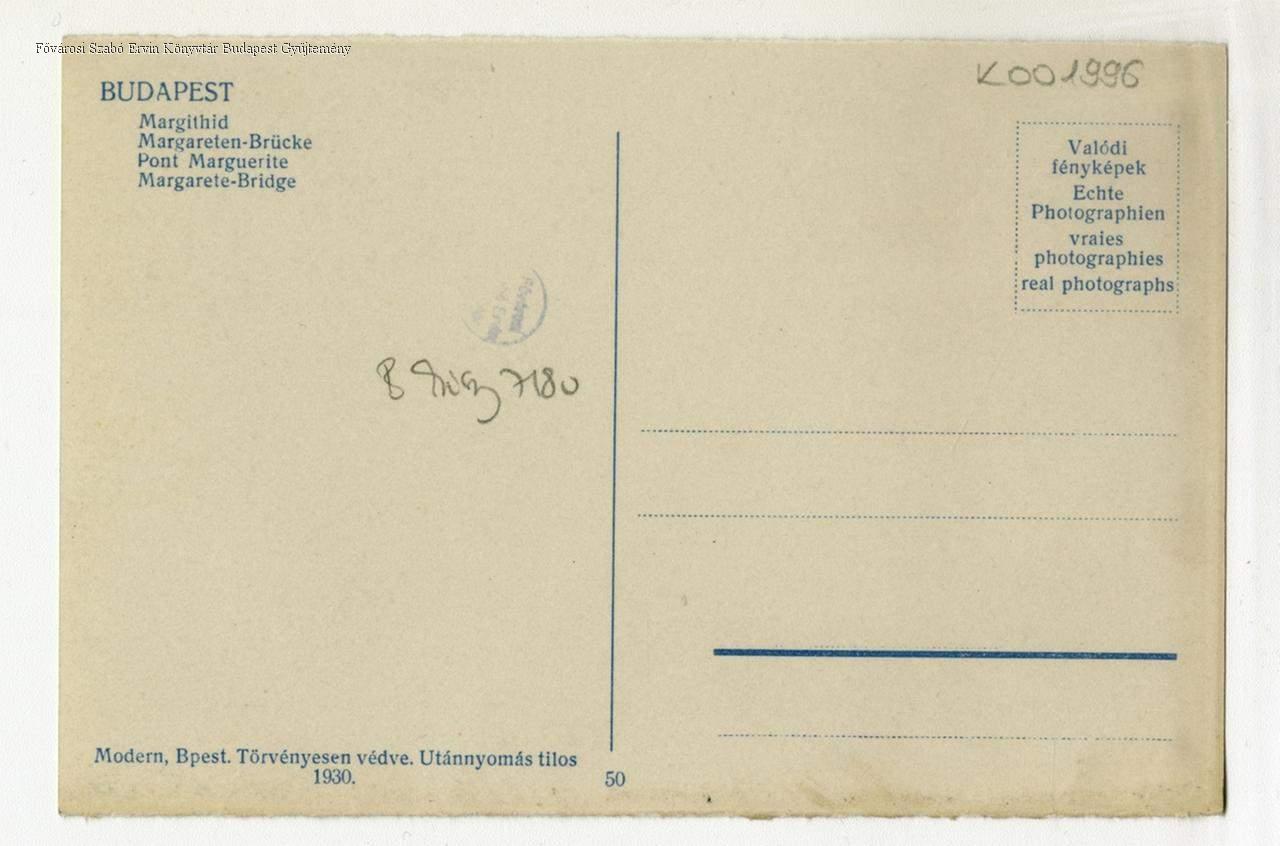 Fővárosi Szabó Ervin Könyvtár Budapest Gyűjtemény
K001996
BUDAPEST
Margithid
Margareten-Brücke
Pont Marguerite
Margarete-Bridge
Valódi
fényképek
Echte
Photographien
vraies
photographies
real photographs
B 7180
Modern, Bpest. Törvényesen védve. Utánnyomás tilos
1930.
50